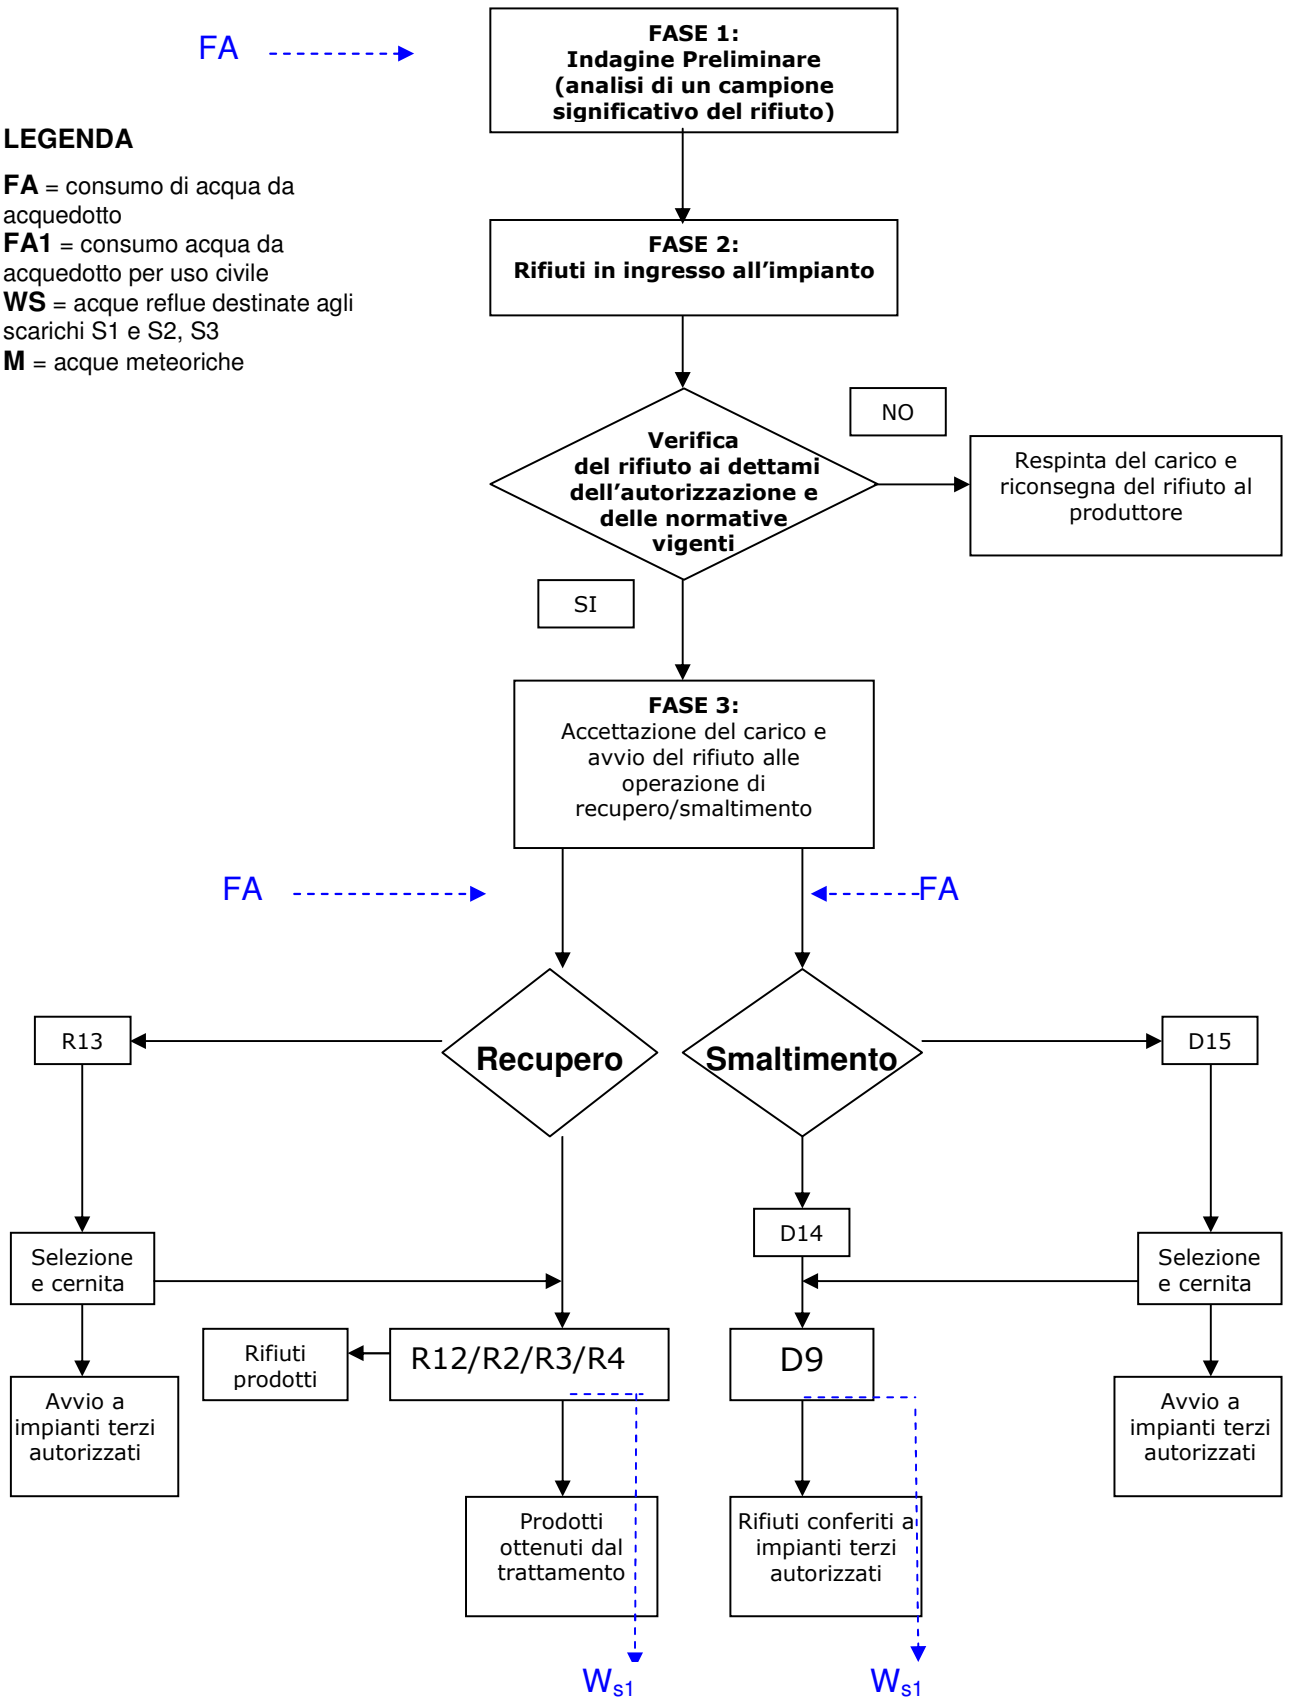 FA
FASE 1:
Indagine Preliminare
(analisi di un campione
significativo del rifiuto)
LEGENDA
FA = consumo di acqua da
acquedotto
FA1 = consumo acqua da
acquedotto per uso civile
WS = acque reflue destinate agli
scarichi S1 e S2, S3
M = acque meteoriche
FASE 2:
Rifiuti in ingresso all'impianto
NO
Verifica
del rifiuto ai dettami
dell'autorizzazione e
delle normative
vigenti
Respinta del carico e
riconsegna del rifiuto al
produttore
SI
FASE 3:
Accettazione del carico e
avvio del rifiuto alle
operazione di
recupero/smaltimento
FA
FA
R13
Recupero
Smaltimento
D15
D14
Selezione
e cernita
Selezione
e cernita
Rifiuti
prodotti
R12/R2/R3/R4
D9
Avvio a
impianti terzi
autorizzati
Avvio a
impianti terzi
autorizzati
Prodotti
ottenuti dal
trattamento
Rifiuti conferiti a
impianti terzi
autorizzati
Ws1
Ws1